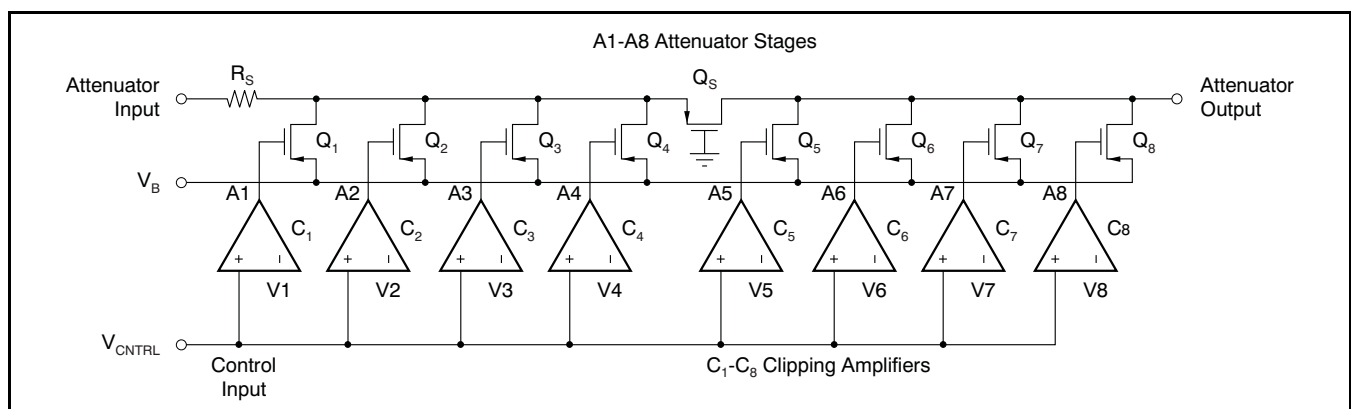 A1-A8 Attenuator Stages
Attenuator
Input
R_S
Q_S
Attenuator
Output
Q_1
Q_2
Q_3
Q_4
Q_5
Q_6
Q_7
Q_8
V_B
A1
A2
A3
A4
A5
A6
A7
A8
C_1
C_2
C_3
C_4
C_5
C_6
C_7
C_8
+ –
+ –
+ –
+ –
+ –
+ –
+ –
+ –
V1
V2
V3
V4
V5
V6
V7
V8
V_CNTRL
Control
Input
C_1-C_8 Clipping Amplifiers